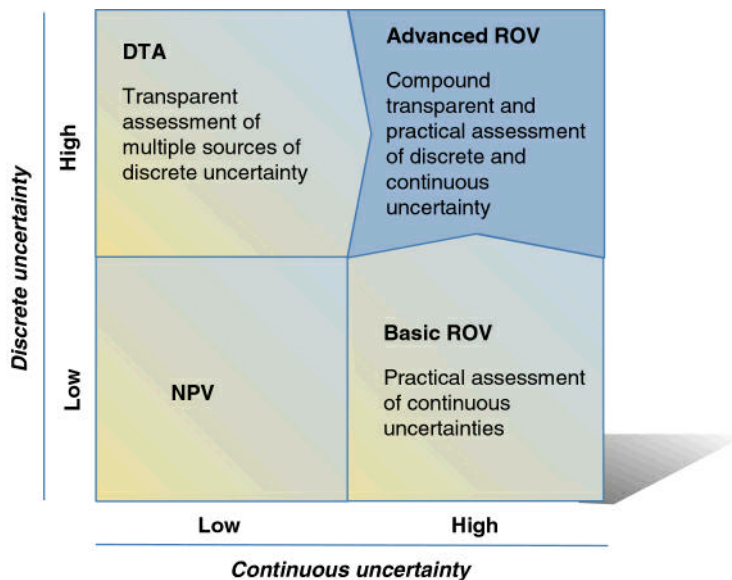 DTA
Transparent
assessment of
multiple sources of
discrete uncertainty
Advanced ROV
Compound
transparent and
practical assessment
of discrete and
continuous
uncertainty
High
Discrete uncertainty
Low
NPV
Basic ROV
Practical assessment
of continuous
uncertainties
Low
High
Continuous uncertainty